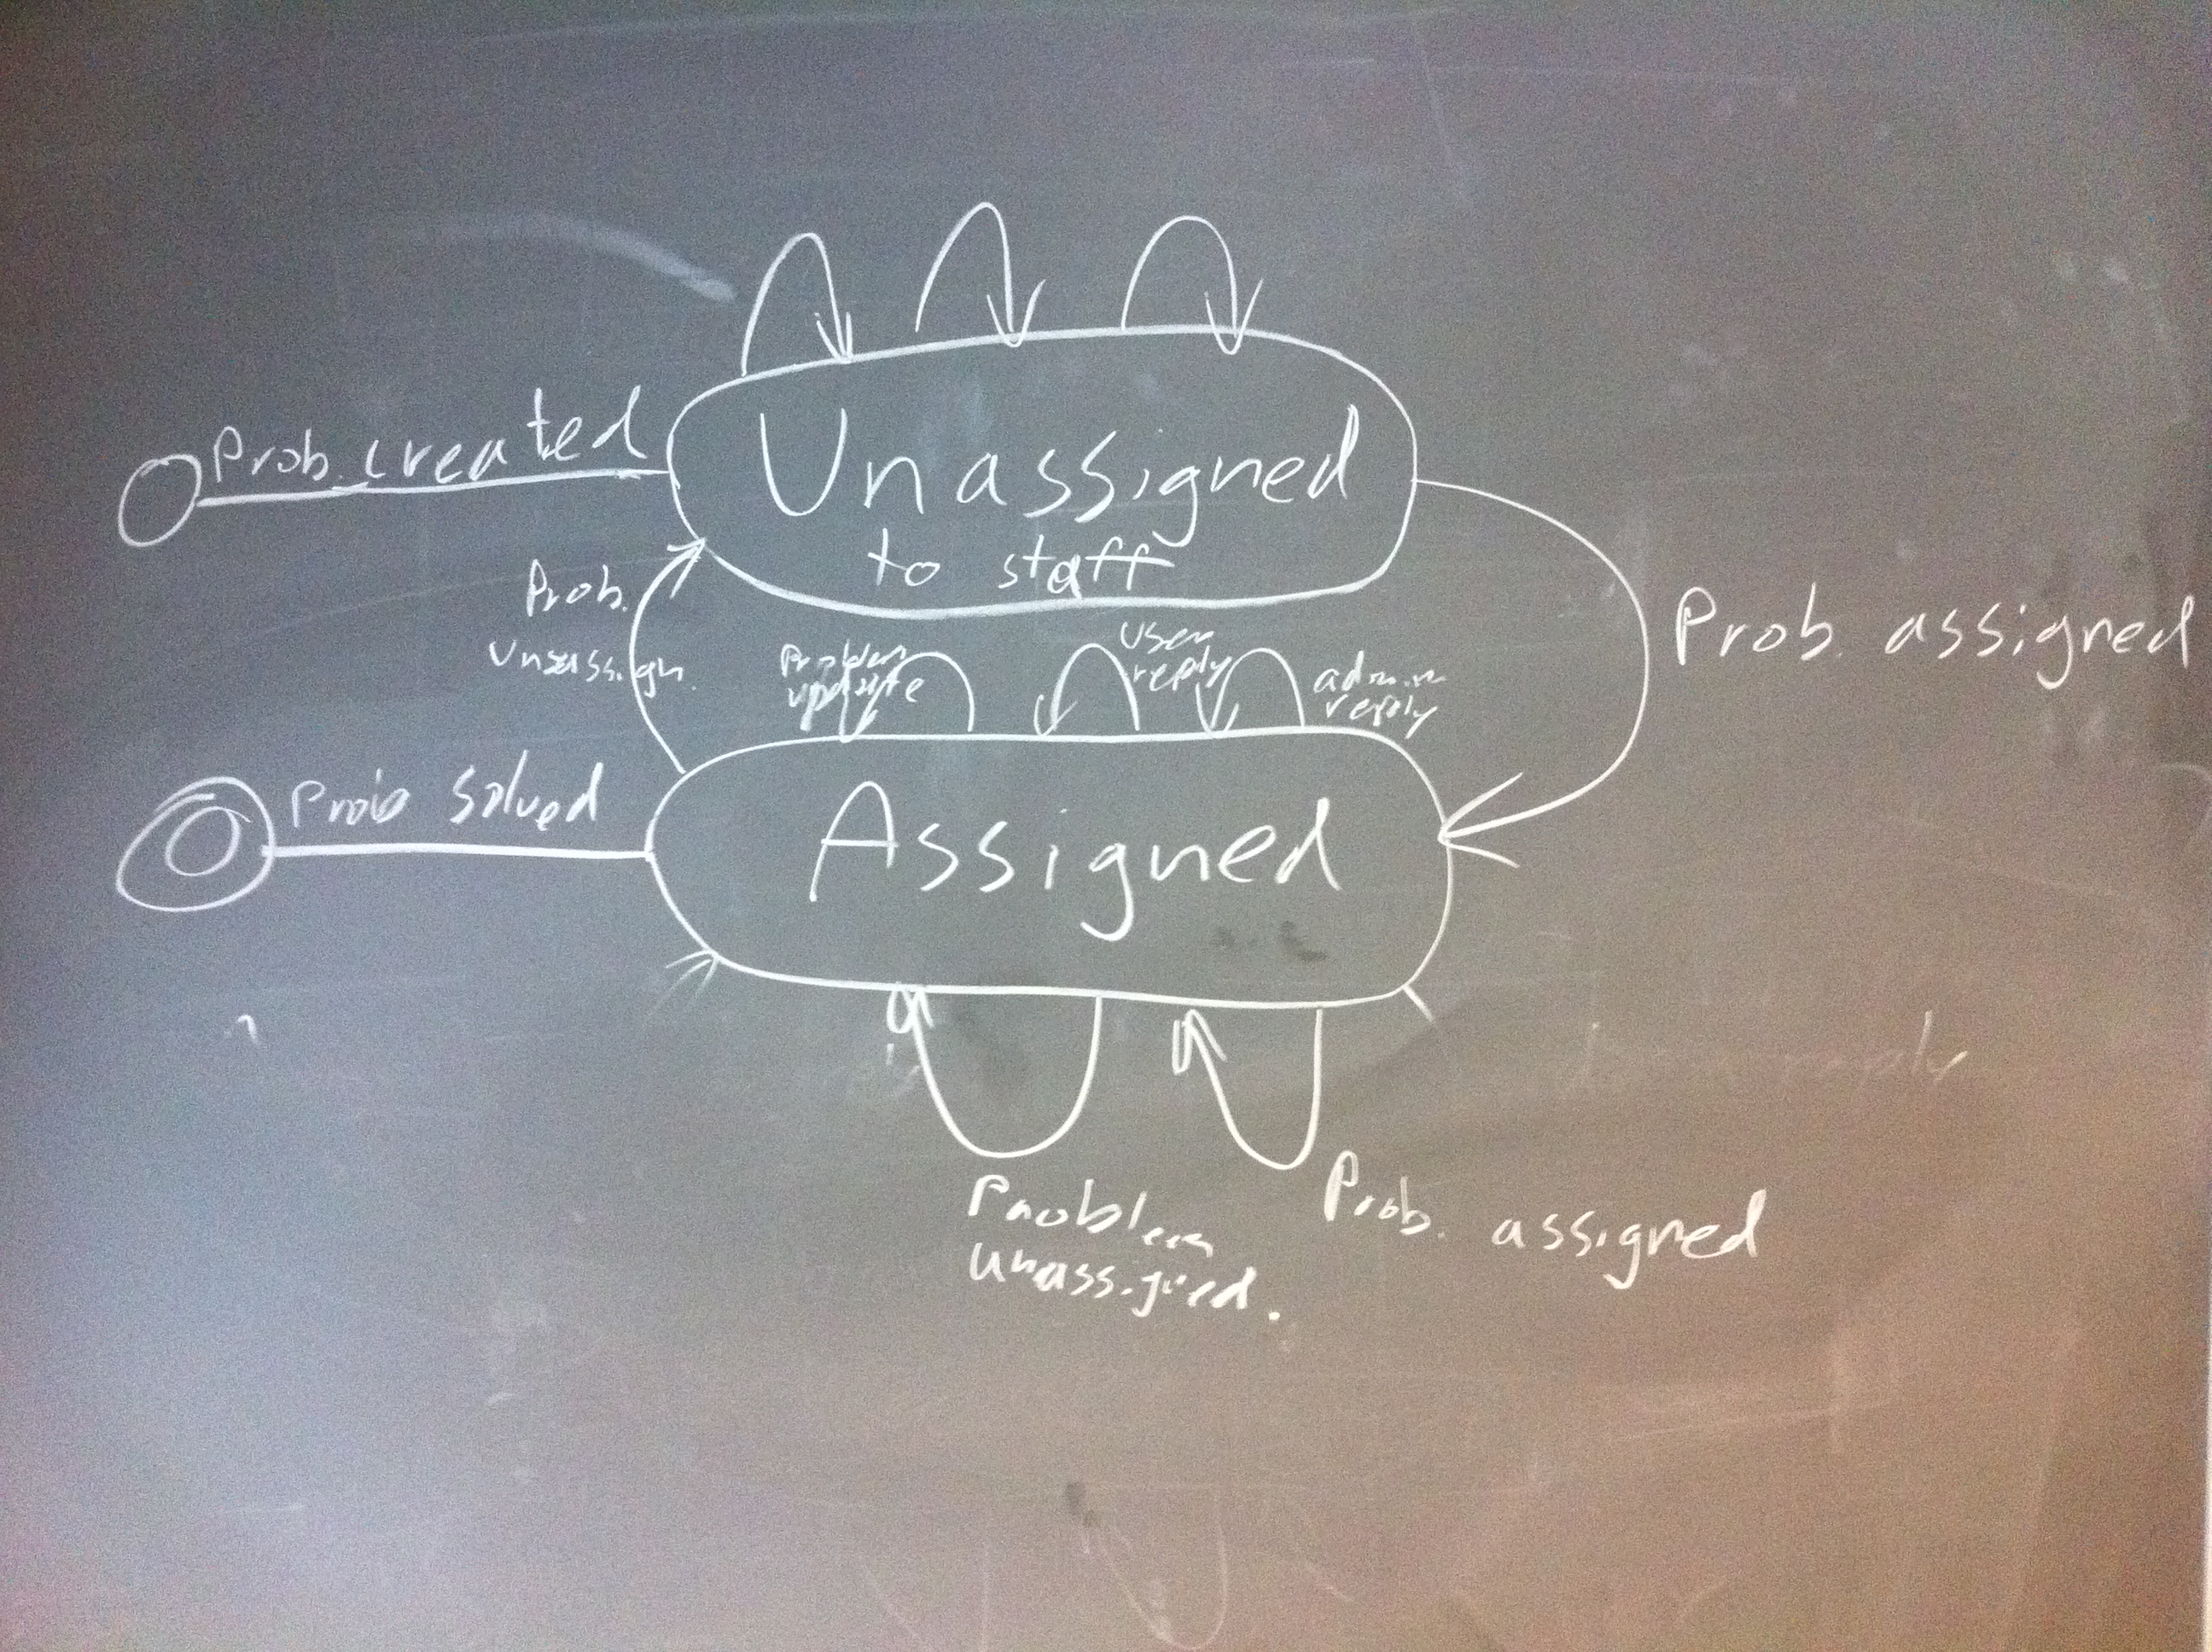 Prob. created
Unassigned
to staff
Prob.
Unassign.
Prob. assigned
Problem
update
User
reply
admin
reply
Prob solved
Assigned
reply
Problem
unassigned.
Prob. assigned